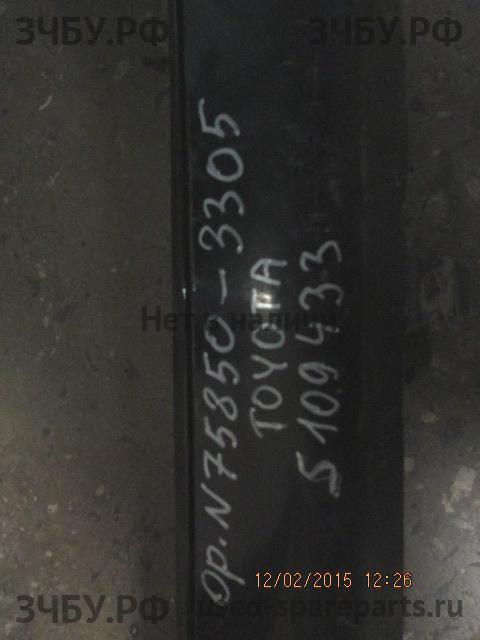 ЗЧБУ.РФ ЗЧБУ.РФ
ор.N75850-3305
TOYOTA
S109433
Нет в наличии
12/02/2015 12:26
ЗЧБУ.РФ used-spareparts.ru